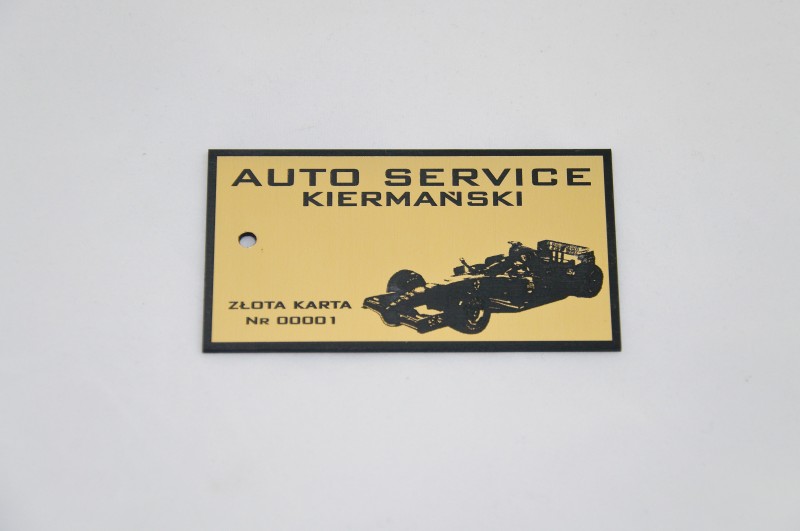 AUTO SERVICE
KIERMAŃSKI
ZŁOTA KARTA
Nr 00001